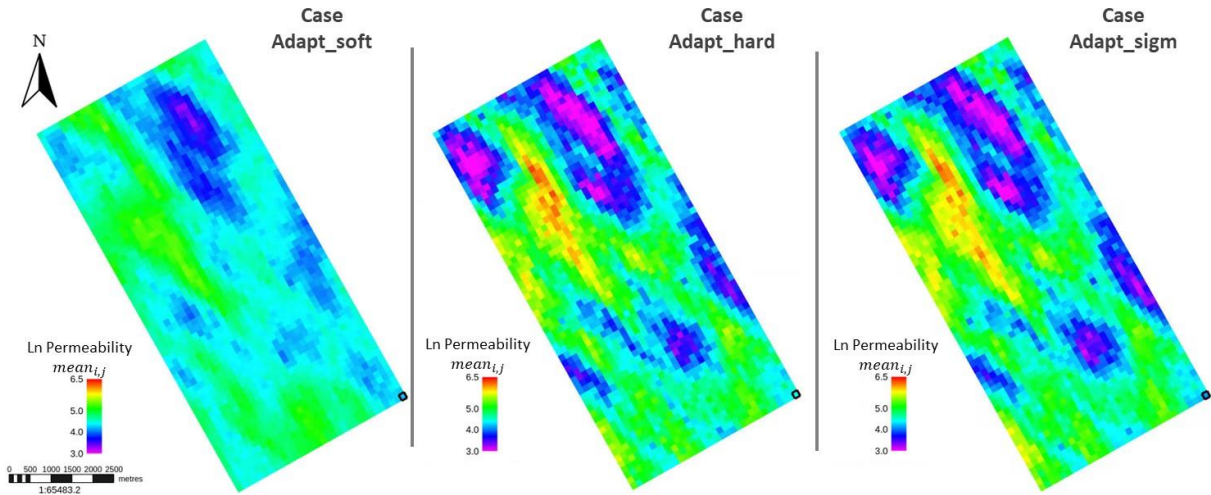 Case
Adapt_soft
N
Ln Permeability
mean_{i,j}
6.5
5.0
4.0
3.0
0 500 1000 1500 2000 2500
metres
1:65483.2
Case
Adapt_hard
Ln Permeability
mean_{i,j}
6.5
5.0
4.0
3.0
Case
Adapt_sigm
Ln Permeability
mean_{i,j}
6.5
5.0
4.0
3.0